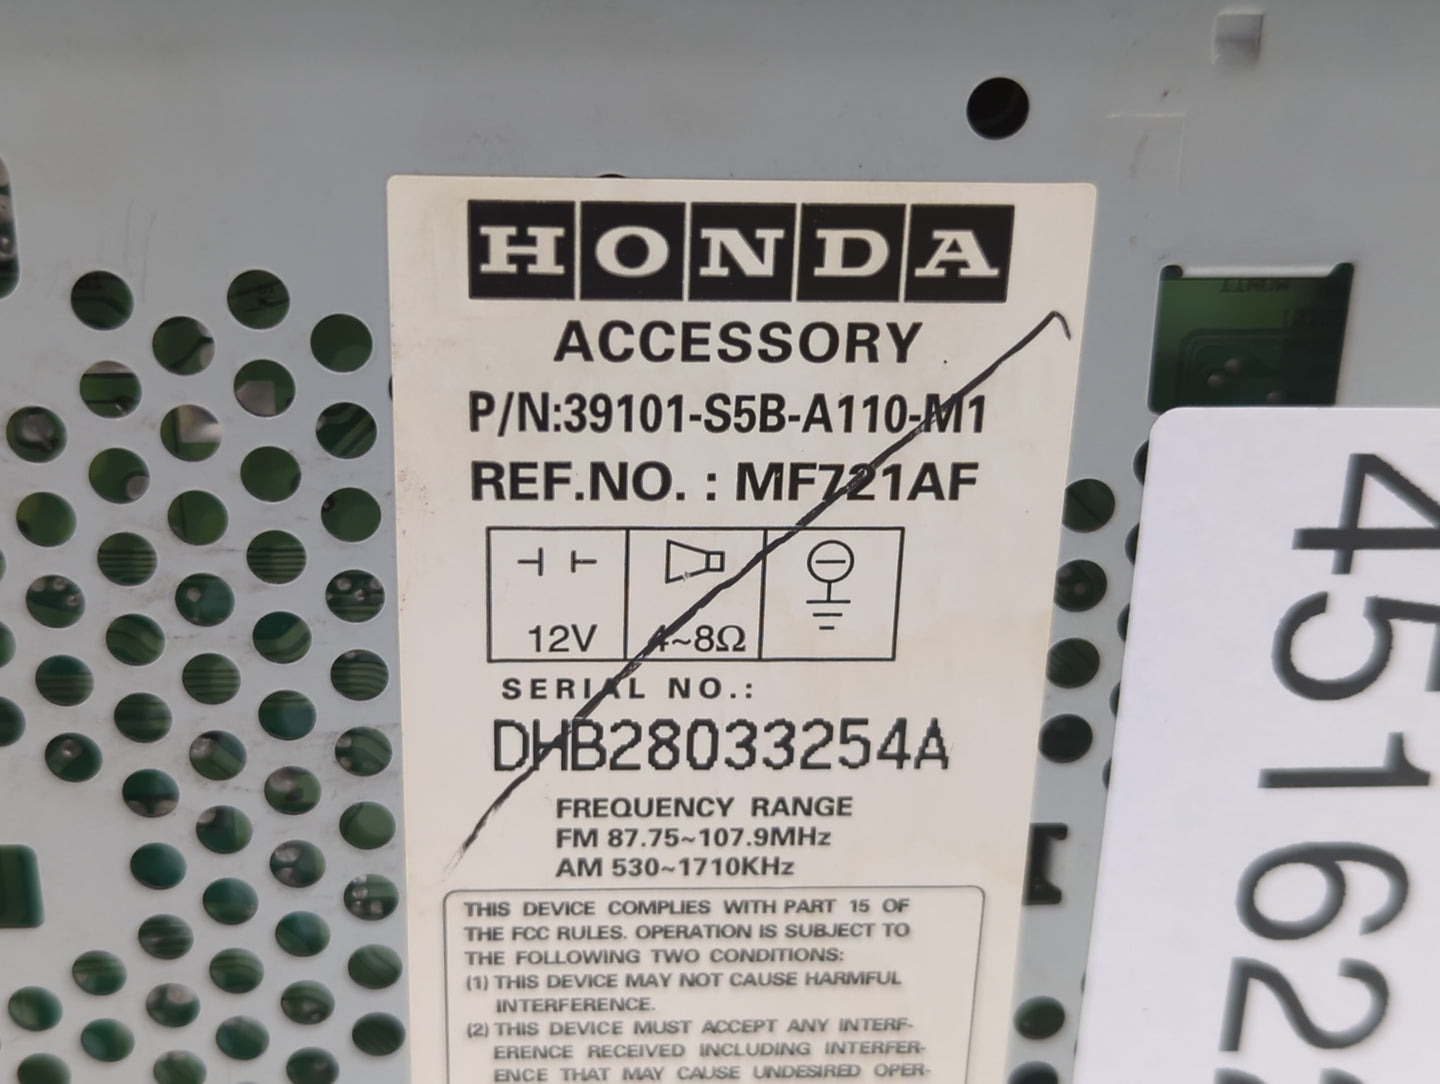 HONDA
ACCESSORY
P/N:39101-S5B-A110-M1
REF.NO. : MF721AF
12V
4~8Ω
SERIAL NO.:
DHB28033254A
FREQUENCY RANGE
FM 87.75~107.9MHz
AM 530~1710KHz
THIS DEVICE COMPLIES WITH PART 15 OF
THE FCC RULES. OPERATION IS SUBJECT TO
THE FOLLOWING TWO CONDITIONS:
(1) THIS DEVICE MAY NOT CAUSE HARMFUL
INTERFERENCE.
(2) THIS DEVICE MUST ACCEPT ANY INTERF-
ERENCE RECEIVED INCLUDING INTERFER-
ENCE THAT MAY CAUSE UNDESIRED OPER-
45162